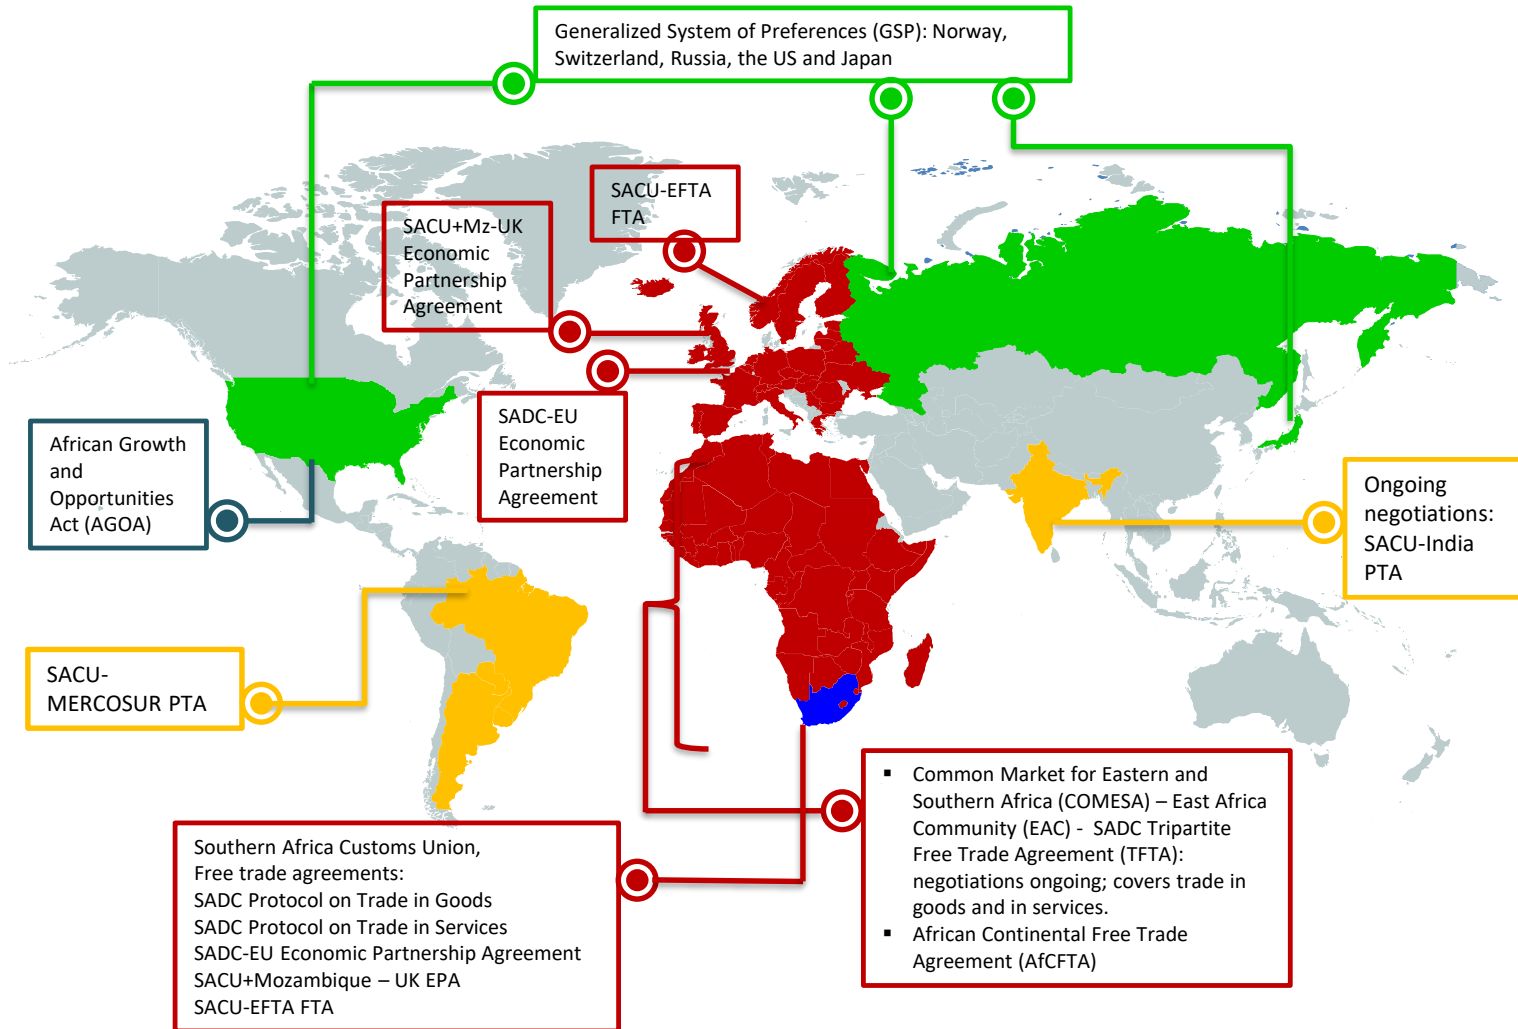 Generalized System of Preferences (GSP): Norway,
Switzerland, Russia, the US and Japan
SACU-EFTA
FTA
SACU+Mz-UK
Economic
Partnership
Agreement
SADC-EU
Economic
Partnership
Agreement
African Growth
and
Opportunities
Act (AGOA)
Ongoing
negotiations:
SACU-India
PTA
SACU-
MERCOSUR PTA
▪ Common Market for Eastern and
Southern Africa (COMESA) – East Africa
Community (EAC) - SADC Tripartite
Free Trade Agreement (TFTA):
negotiations ongoing; covers trade in
goods and in services.
▪ African Continental Free Trade
Agreement (AfCFTA)
Southern Africa Customs Union,
Free trade agreements:
SADC Protocol on Trade in Goods
SADC Protocol on Trade in Services
SADC-EU Economic Partnership Agreement
SACU+Mozambique – UK EPA
SACU-EFTA FTA